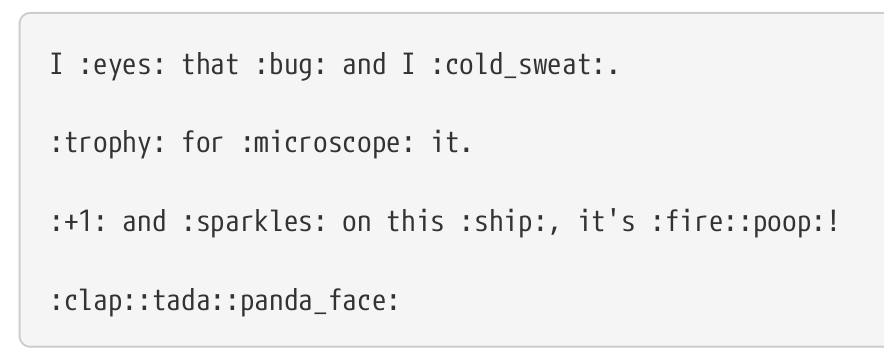 I :eyes: that :bug: and I :cold_sweat:.
:trophy: for :microscope: it.
:+1: and :sparkles: on this :ship:, it's :fire::poop:!
:clap::tada::panda_face: